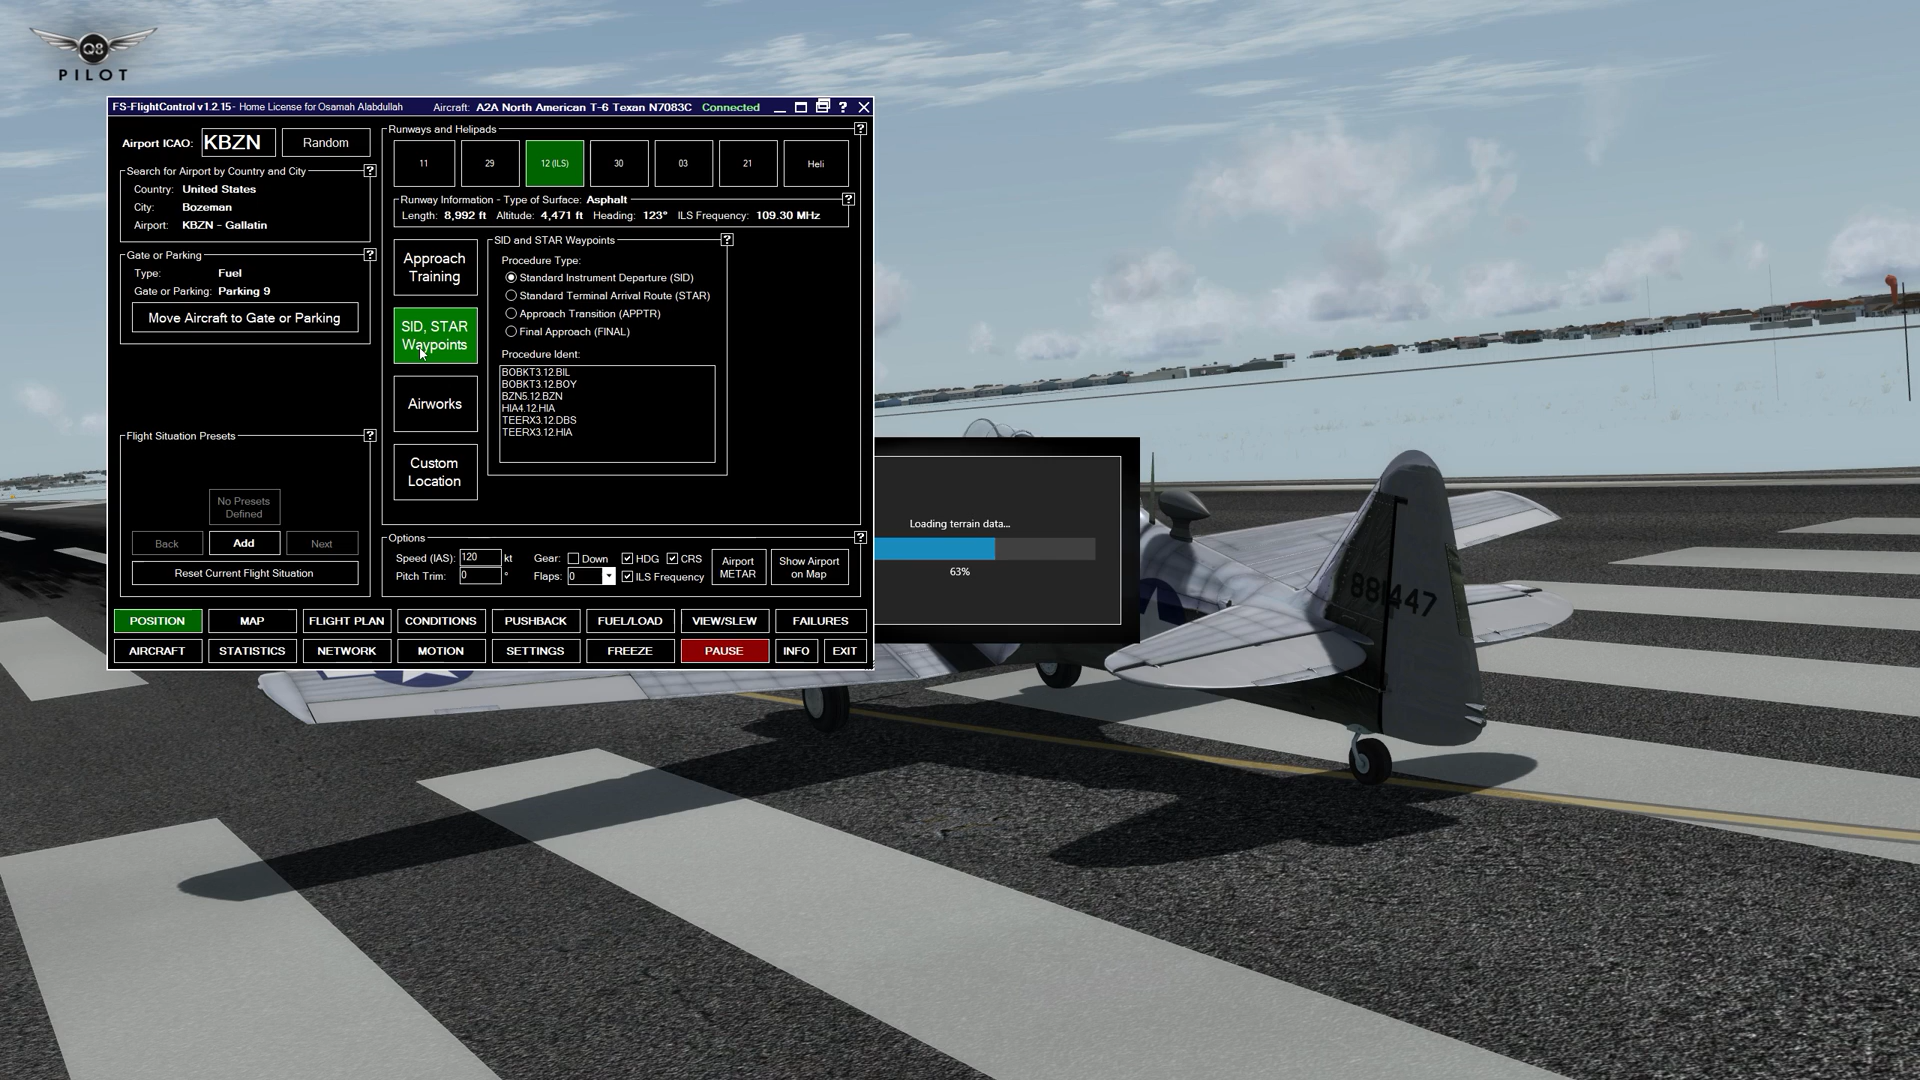 Q8
PILOT
FS-FlightControl v1.2.15 - Home License for Osamah Alabdullah
Aircraft: A2A North American T-6 Texan N7083C Connected
?
Airport ICAO: KBZN Random
Search for Airport by Country and City ?
Country: United States
City: Bozeman
Airport: KBZN - Gallatin
Gate or Parking ?
Type: Fuel
Gate or Parking: Parking 9
Move Aircraft to Gate or Parking
Flight Situation Presets ?
No Presets
Defined
Back Add Next
Reset Current Flight Situation
Runways and Helipads ?
11 29 12 (ILS) 30 03 21 Heli
Runway Information - Type of Surface: Asphalt ?
Length: 8,992 ft Altitude: 4,471 ft Heading: 123° ILS Frequency: 109.30 MHz
Approach
Training
SID, STAR
Waypoints
Airworks
Custom
Location
SID and STAR Waypoints ?
Procedure Type:
Standard Instrument Departure (SID)
Standard Terminal Arrival Route (STAR)
Approach Transition (APPTR)
Final Approach (FINAL)
Procedure Ident:
BOBKT3.12.BIL
BOBKT3.12.BOY
BZN5.12.BZN
HIA4.12.HIA
TEERX3.12.DBS
TEERX3.12.HIA
Options ?
Speed (IAS): 120 kt Gear: Down HDG CRS
Pitch Trim: 0 ° Flaps: 0 ILS Frequency
Airport
METAR
Show Airport
on Map
POSITION MAP FLIGHT PLAN CONDITIONS PUSHBACK FUEL/LOAD VIEW/SLEW FAILURES
AIRCRAFT STATISTICS NETWORK MOTION SETTINGS FREEZE PAUSE INFO EXIT
Loading terrain data...
63%
881447